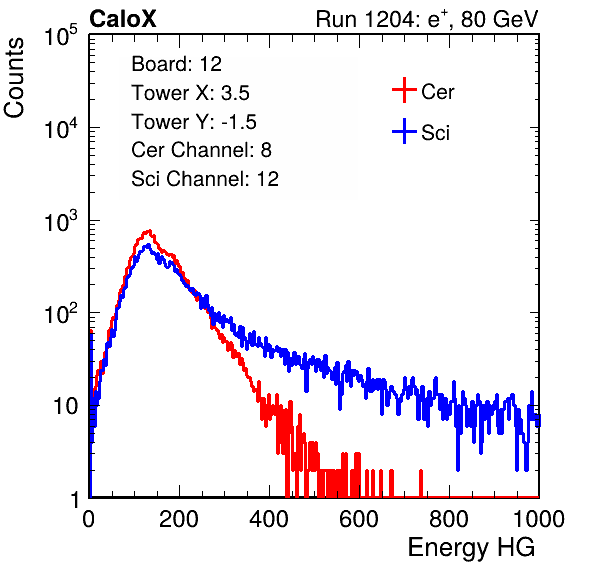 CaloX Run 1204: e⁺, 80 GeV
Counts
10⁵
10⁴
10³
10²
10
1
Board: 12
Tower X: 3.5
Tower Y: -1.5
Cer Channel: 8
Sci Channel: 12
Cer
Sci
0 200 400 600 800 1000
Energy HG